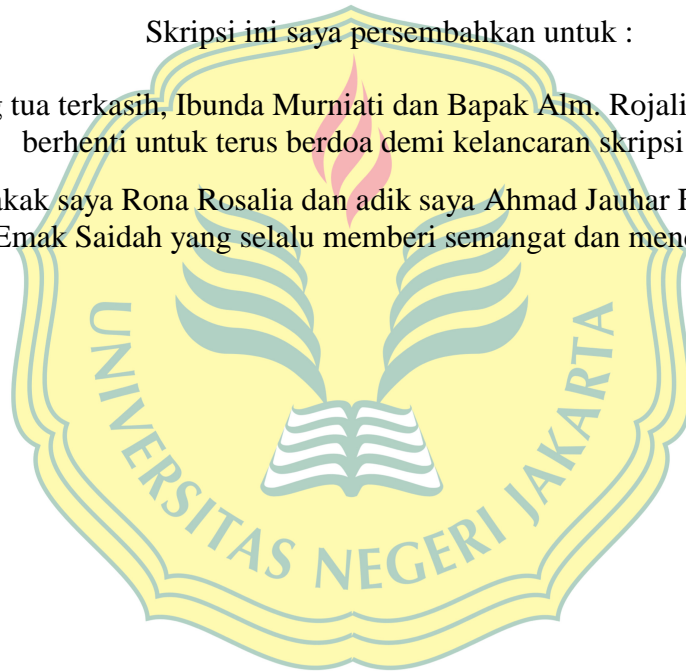 Skripsi ini saya persembahkan untuk :
tua terkasih, Ibunda Murniati dan Bapak Alm. Rojali
berhenti untuk terus berdoa demi kelancaran skripsi
saya Rona Rosalia dan adik saya Ahmad Jauhar
Emak Saidah yang selalu memberi semangat dan
UNIVERSITAS NEGERI JAKARTA